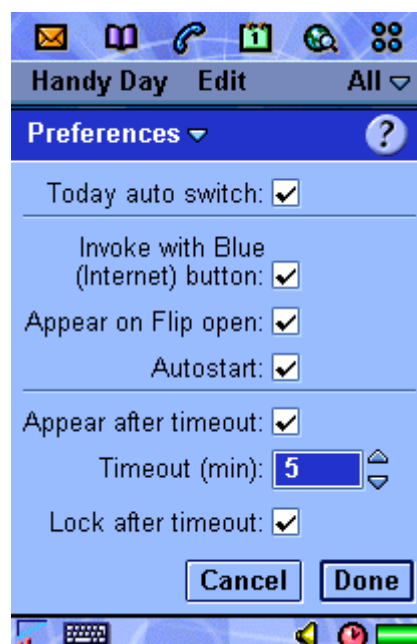 1
Handy Day Edit All
Preferences ?
Today auto switch:
Invoke with Blue
(Internet) button:
Appear on Flip open:
Autostart:
Appear after timeout:
Timeout (min): 5
Lock after timeout:
Cancel Done